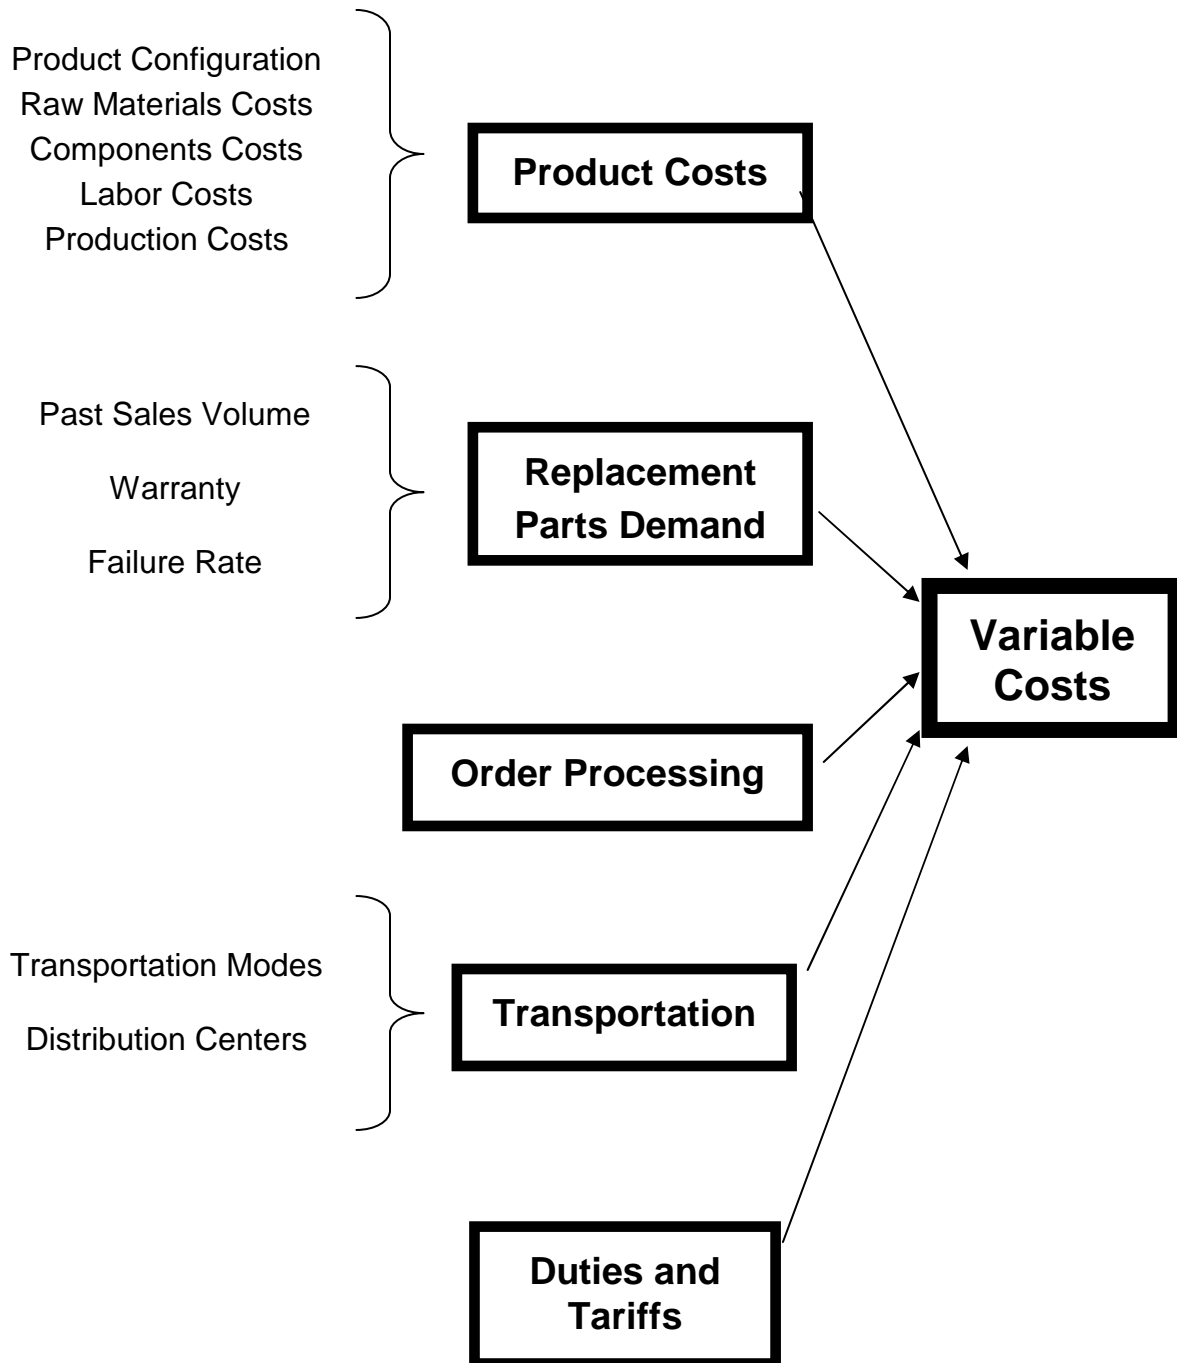 Product Configuration
Raw Materials Costs
Components Costs
Labor Costs
Production Costs
Product Costs
Past Sales Volume
Warranty
Failure Rate
Replacement
Parts Demand
Variable
Costs
Order Processing
Transportation Modes
Distribution Centers
Transportation
Duties and
Tariffs